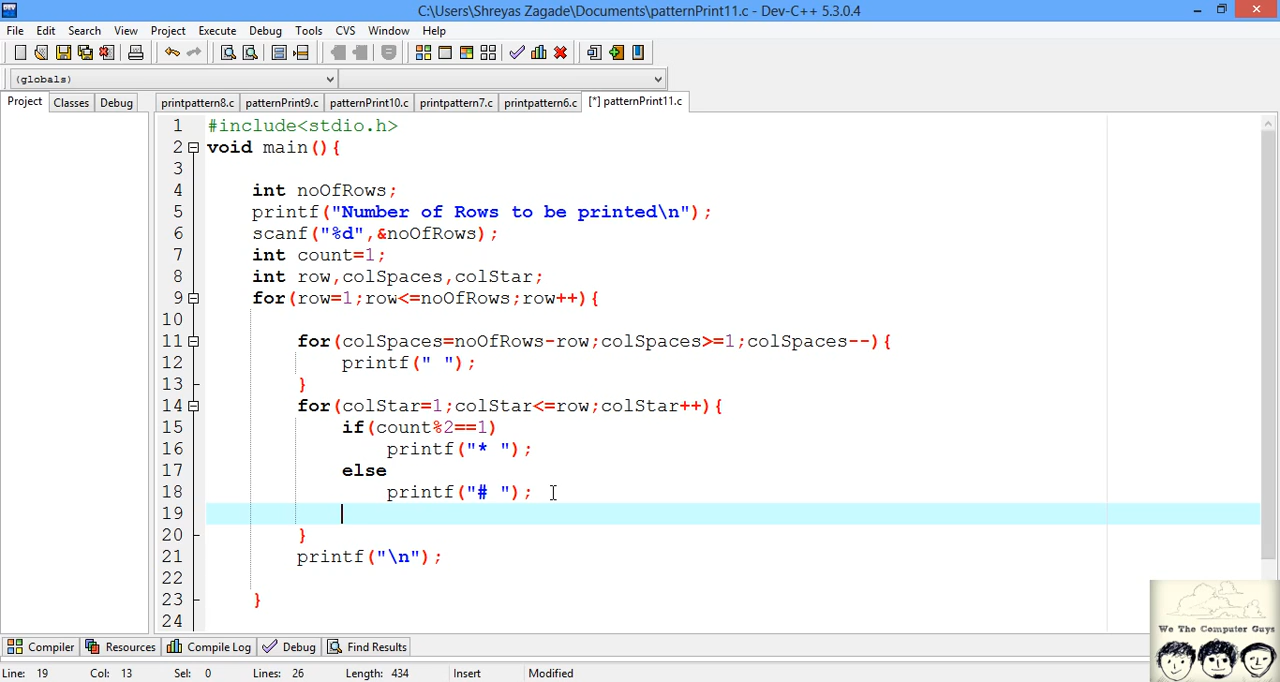 C:\Users\Shreyas Zagade\Documents\patternPrint11.c - Dev-C++ 5.3.0.4
File Edit Search View Project Execute Debug Tools CVS Window Help
(globals)
Project Classes Debug printpattern8.c patternPrint9.c patternPrint10.c printpattern7.c printpattern6.c [*] patternPrint11.c
1 #include<stdio.h>
2 void main(){
3
4 int noOfRows;
5 printf("Number of Rows to be printed\n");
6 scanf("%d",&noOfRows);
7 int count=1;
8 int row,colSpaces,colStar;
9 for(row=1;row<=noOfRows;row++){
10
11 for(colSpaces=noOfRows-row;colSpaces>=1;colSpaces--){
12 printf(" ");
13 }
14 for(colStar=1;colStar<=row;colStar++){
15 if(count%2==1)
16 printf("* ");
17 else
18 printf("# ");
19
20 }
21 printf("\n");
22
23 }
24
We The Computer Guys
Compiler Resources Compile Log Debug Find Results
Line: 19 Col: 13 Sel: 0 Lines: 26 Length: 434 Insert Modified